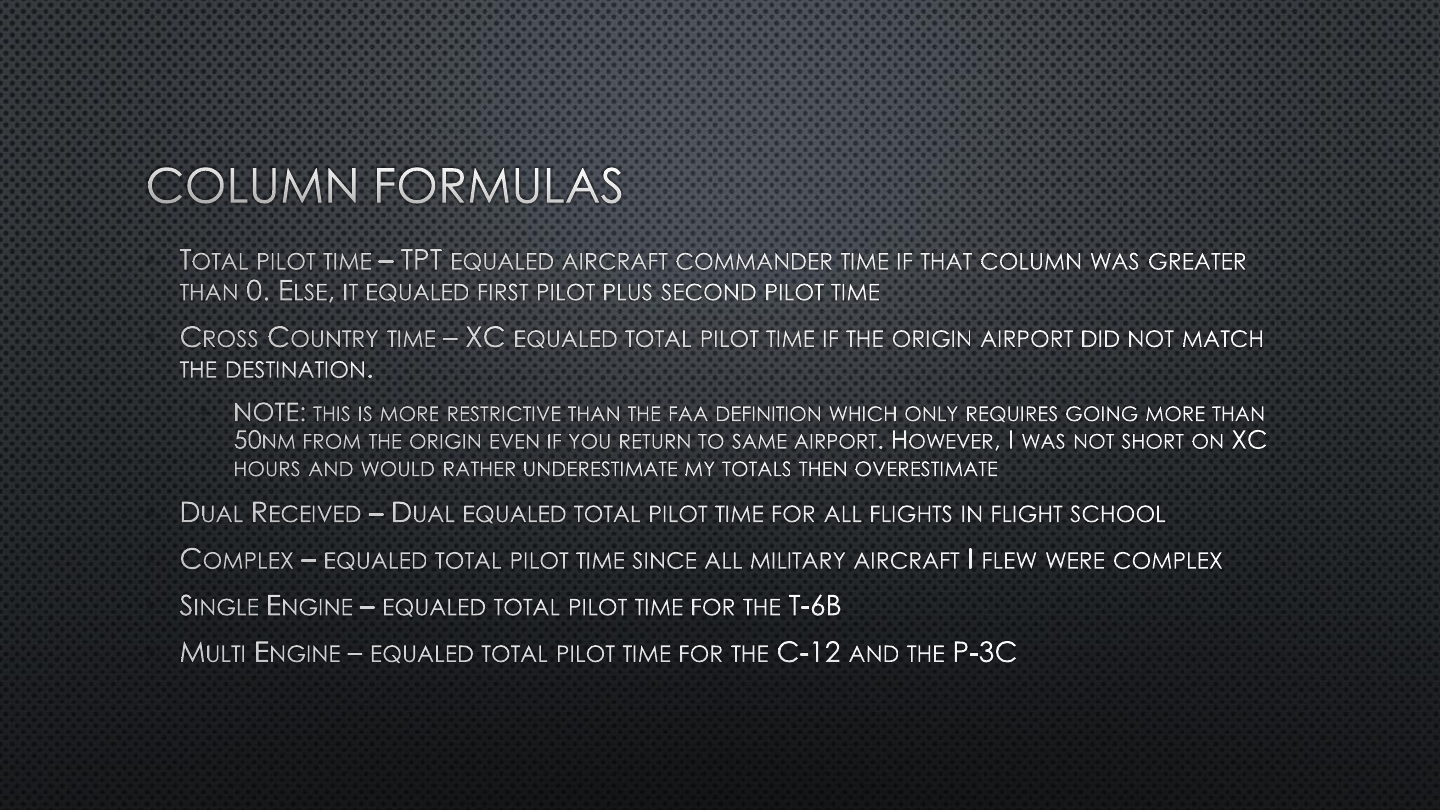 COLUMN FORMULAS
TOTAL PILOT TIME – TPT EQUALED AIRCRAFT COMMANDER TIME IF THAT COLUMN WAS GREATER
THAN 0. ELSE, IT EQUALED FIRST PILOT PLUS SECOND PILOT TIME
CROSS COUNTRY TIME – XC EQUALED TOTAL PILOT TIME IF THE ORIGIN AIRPORT DID NOT MATCH
THE DESTINATION.
NOTE: THIS IS MORE RESTRICTIVE THAN THE FAA DEFINITION WHICH ONLY REQUIRES GOING MORE THAN
50NM FROM THE ORIGIN EVEN IF YOU RETURN TO SAME AIRPORT. HOWEVER, I WAS NOT SHORT ON XC
HOURS AND WOULD RATHER UNDERESTIMATE MY TOTALS THEN OVERESTIMATE
DUAL RECEIVED – DUAL EQUALED TOTAL PILOT TIME FOR ALL FLIGHTS IN FLIGHT SCHOOL
COMPLEX – EQUALED TOTAL PILOT TIME SINCE ALL MILITARY AIRCRAFT I FLEW WERE COMPLEX
SINGLE ENGINE – EQUALED TOTAL PILOT TIME FOR THE T-6B
MULTI ENGINE – EQUALED TOTAL PILOT TIME FOR THE C-12 AND THE P-3C